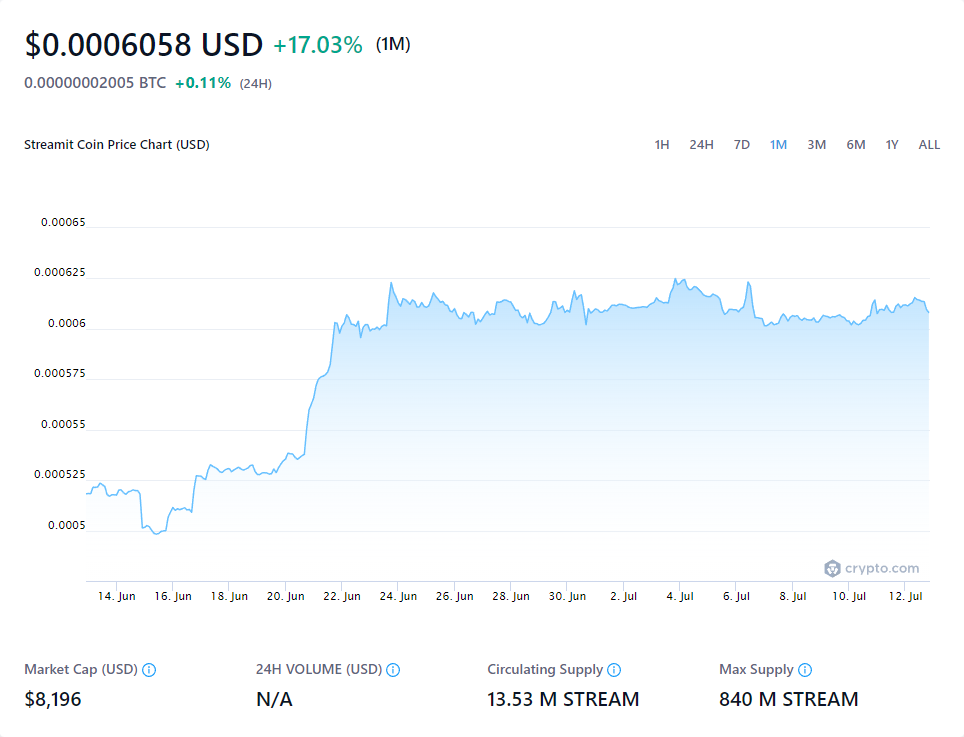 $0.0006058 USD +17.03% (1M)
0.00000002005 BTC +0.11% (24H)
Streamit Coin Price Chart (USD)
1H 24H 7D 1M 3M 6M 1Y ALL
0.00065
0.000625
0.0006
0.000575
0.00055
0.000525
0.0005
crypto.com
14. Jun 16. Jun 18. Jun 20. Jun 22. Jun 24. Jun 26. Jun 28. Jun 30. Jun 2. Jul 4. Jul 6. Jul 8. Jul 10. Jul 12. Jul
Market Cap (USD) 24H VOLUME (USD) Circulating Supply Max Supply
$8,196 N/A 13.53 M STREAM 840 M STREAM